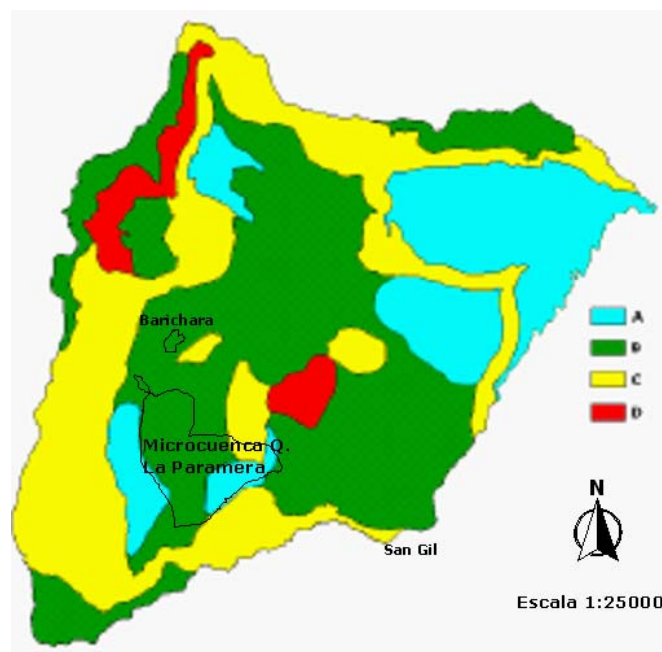 Barichara
A
B
C
D
Microcuenca Q.
La Paramera
N
San Gil
Escala 1:25000